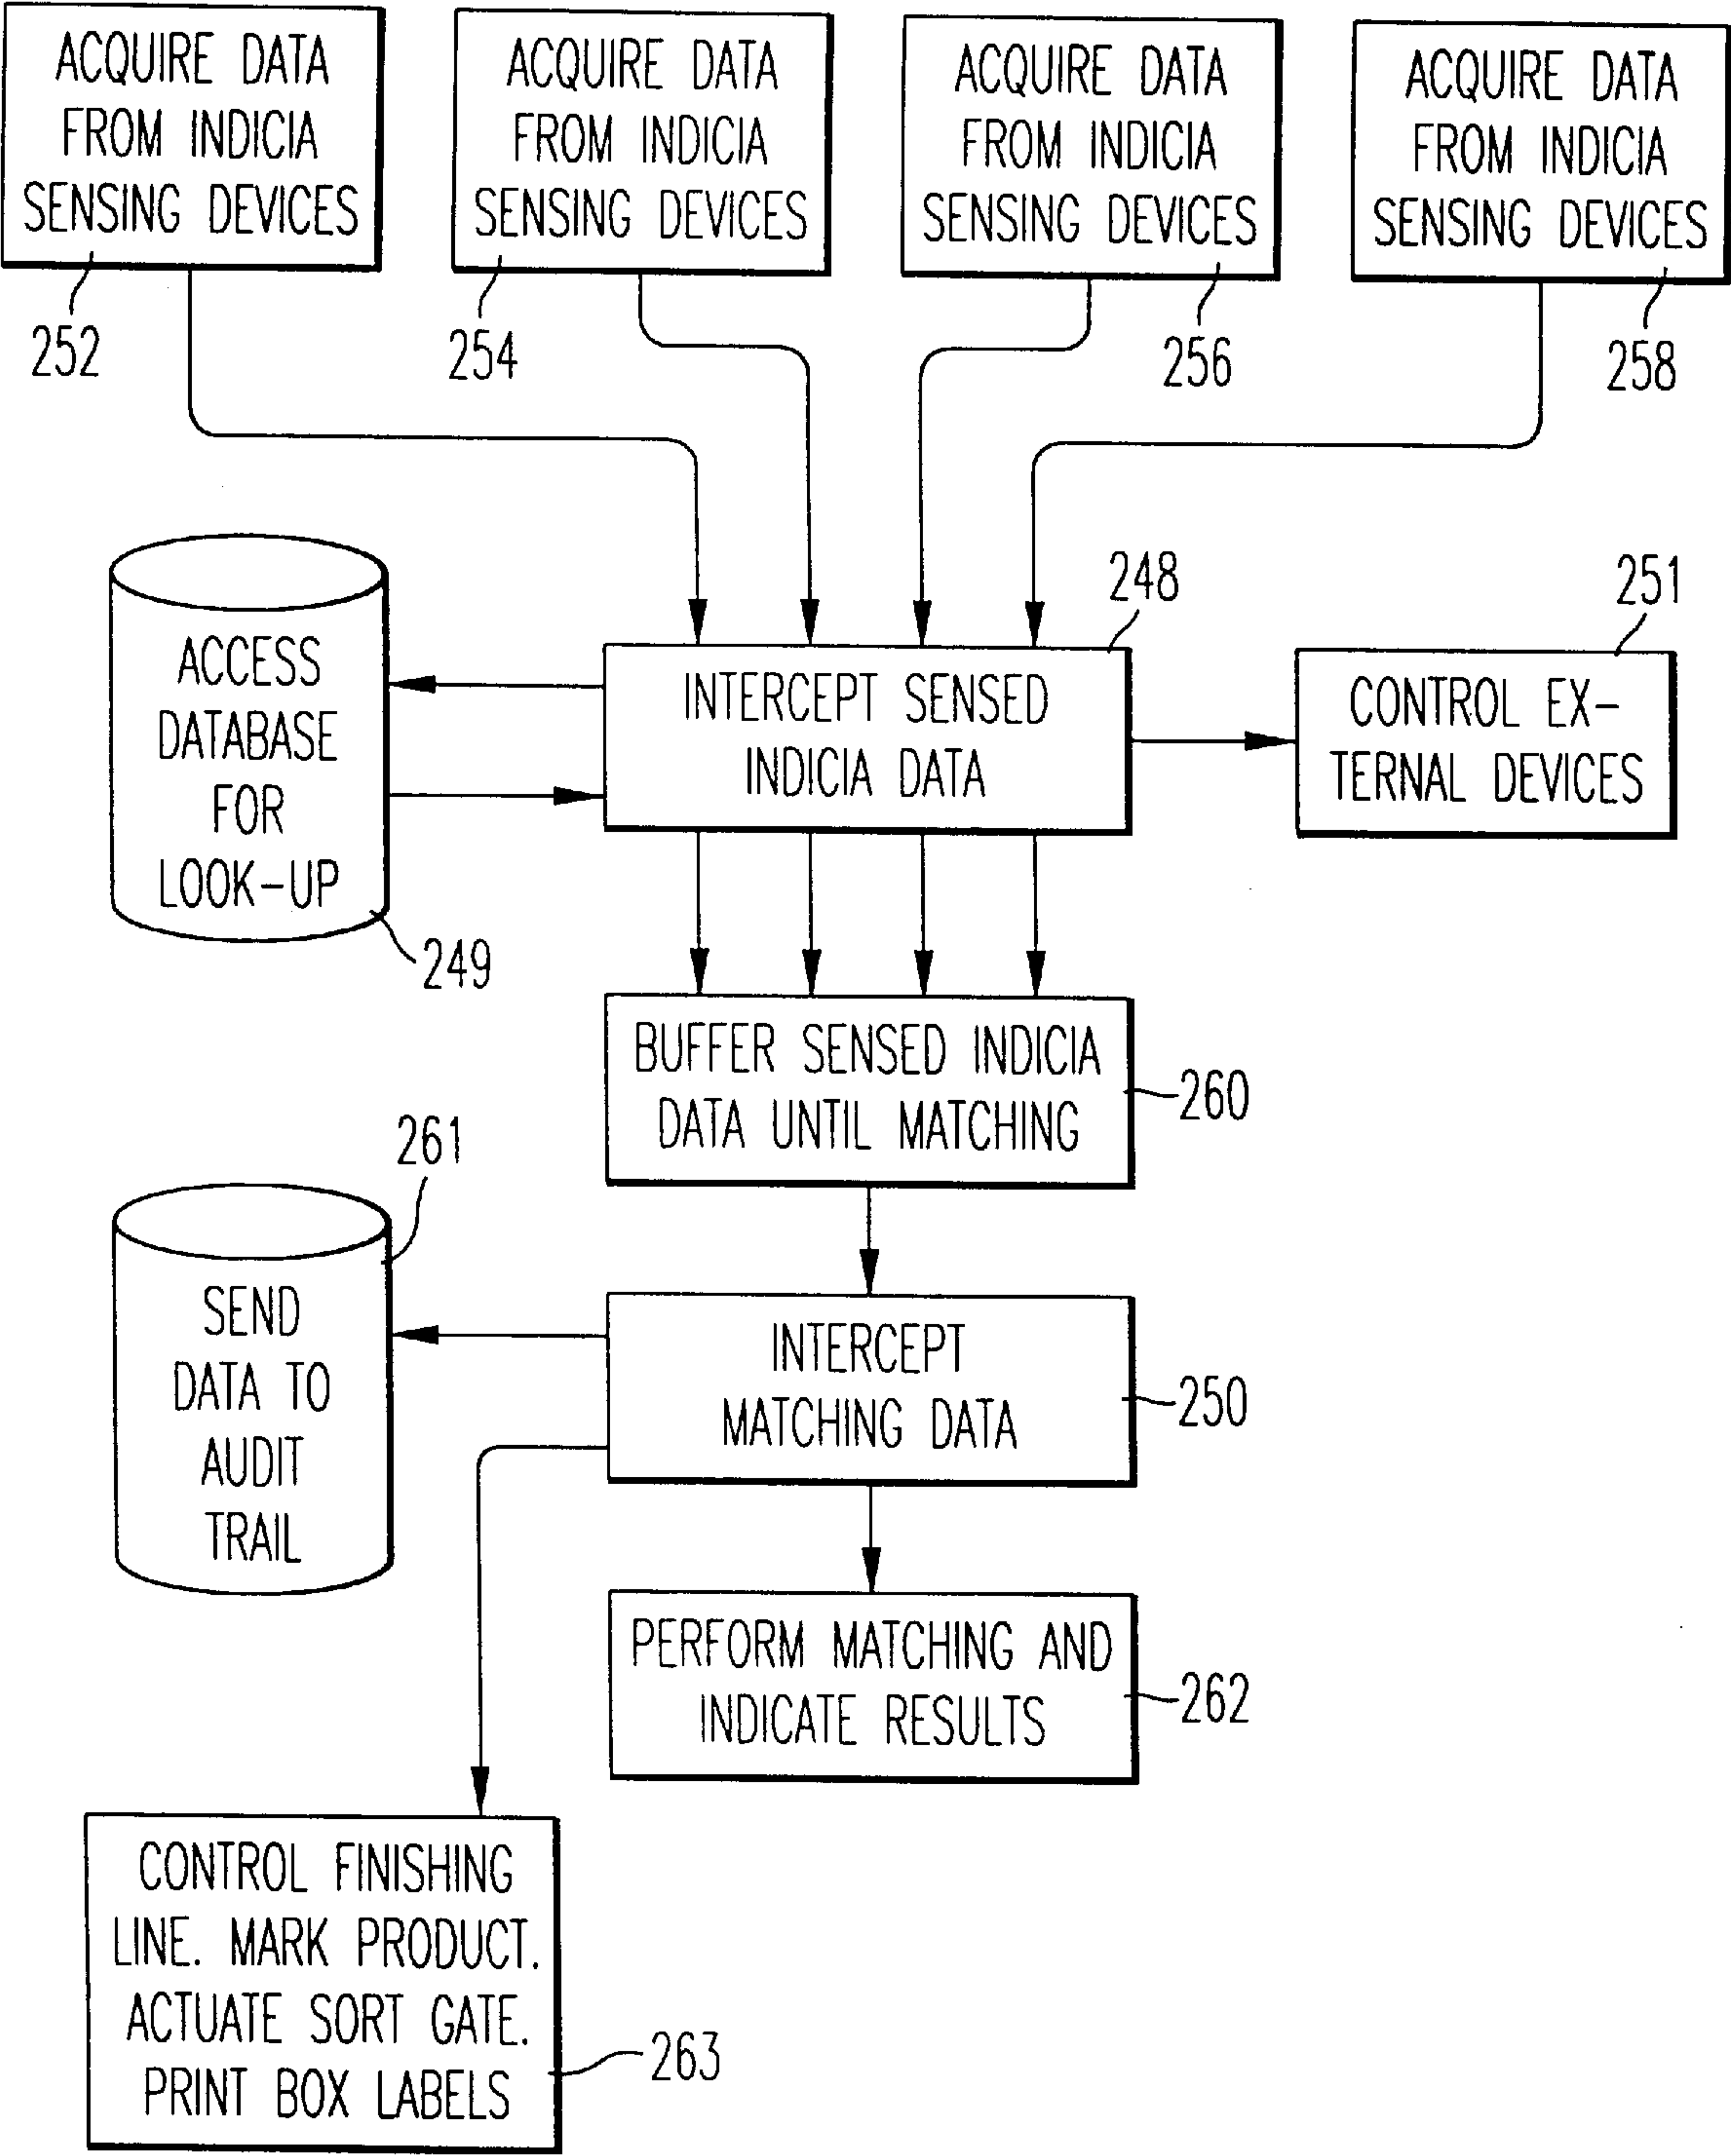 ACQUIRE DATA
FROM INDICIA
SENSING DEVICES
252
ACQUIRE DATA
FROM INDICIA
SENSING DEVICES
254
ACQUIRE DATA
FROM INDICIA
SENSING DEVICES
256
ACQUIRE DATA
FROM INDICIA
SENSING DEVICES
258
ACCESS
DATABASE
FOR
LOOK-UP
249
INTERCEPT SENSED
INDICIA DATA
248
CONTROL EX-
TERNAL DEVICES
251
BUFFER SENSED INDICIA
DATA UNTIL MATCHING
260
SEND
DATA TO
AUDIT
TRAIL
261
INTERCEPT
MATCHING DATA
250
PERFORM MATCHING AND
INDICATE RESULTS
262
CONTROL FINISHING
LINE. MARK PRODUCT.
ACTUATE SORT GATE.
PRINT BOX LABELS
263